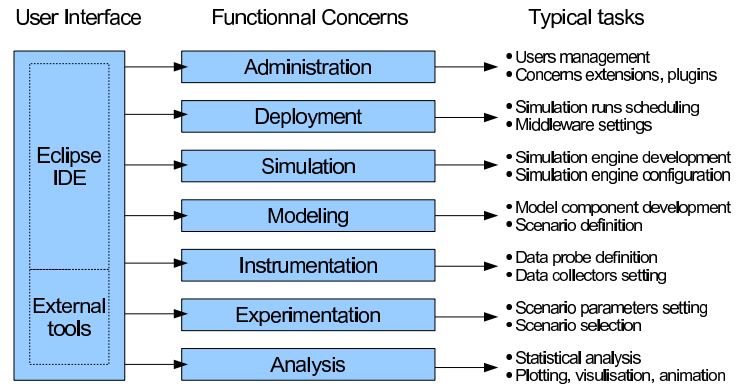 User Interface
Functionnal Concerns
Typical tasks
Eclipse
IDE
External
tools
Administration
• Users management
• Concerns extensions, plugins
Deployment
• Simulation runs scheduling
• Middleware settings
Simulation
• Simulation engine development
• Simulation engine configuration
Modeling
• Model component development
• Scenario definition
Instrumentation
• Data probe definition
• Data collectors setting
Experimentation
• Scenario parameters setting
• Scenario selection
Analysis
• Statistical analysis
• Plotting, visulisation, animation